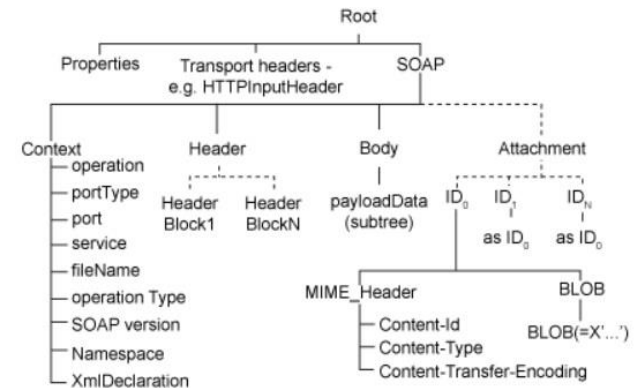 Root
Properties
Transport headers -
e.g. HTTPInputHeader
SOAP
Context
Header
Body
Attachment
operation
portType
port
service
fileName
operation Type
SOAP version
Namespace
XmlDeclaration
Header
Block1
Header
BlockN
payloadData
(subtree)
ID₀
ID₁
as ID₀
IDN
as ID₀
MIME_Header
Content-Id
Content-Type
Content-Transfer-Encoding
BLOB
BLOB(=X'...')